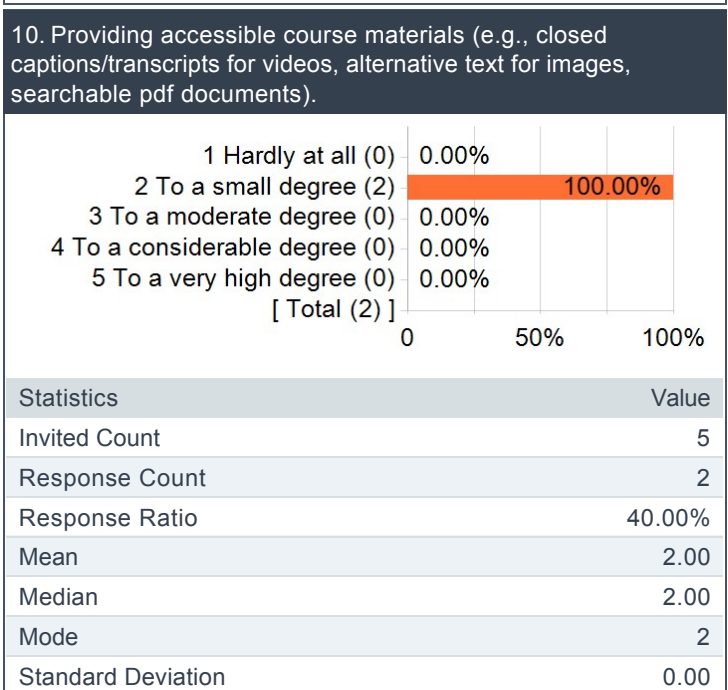 10. Providing accessible course materials (e.g., closed
captions/transcripts for videos, alternative text for images,
searchable pdf documents).
1 Hardly at all (0) 0.00%
2 To a small degree (2) 100.00%
3 To a moderate degree (0) 0.00%
4 To a considerable degree (0) 0.00%
5 To a very high degree (0) 0.00%
[ Total (2) ]
0 50% 100%
Statistics Value
Invited Count 5
Response Count 2
Response Ratio 40.00%
Mean 2.00
Median 2.00
Mode 2
Standard Deviation 0.00